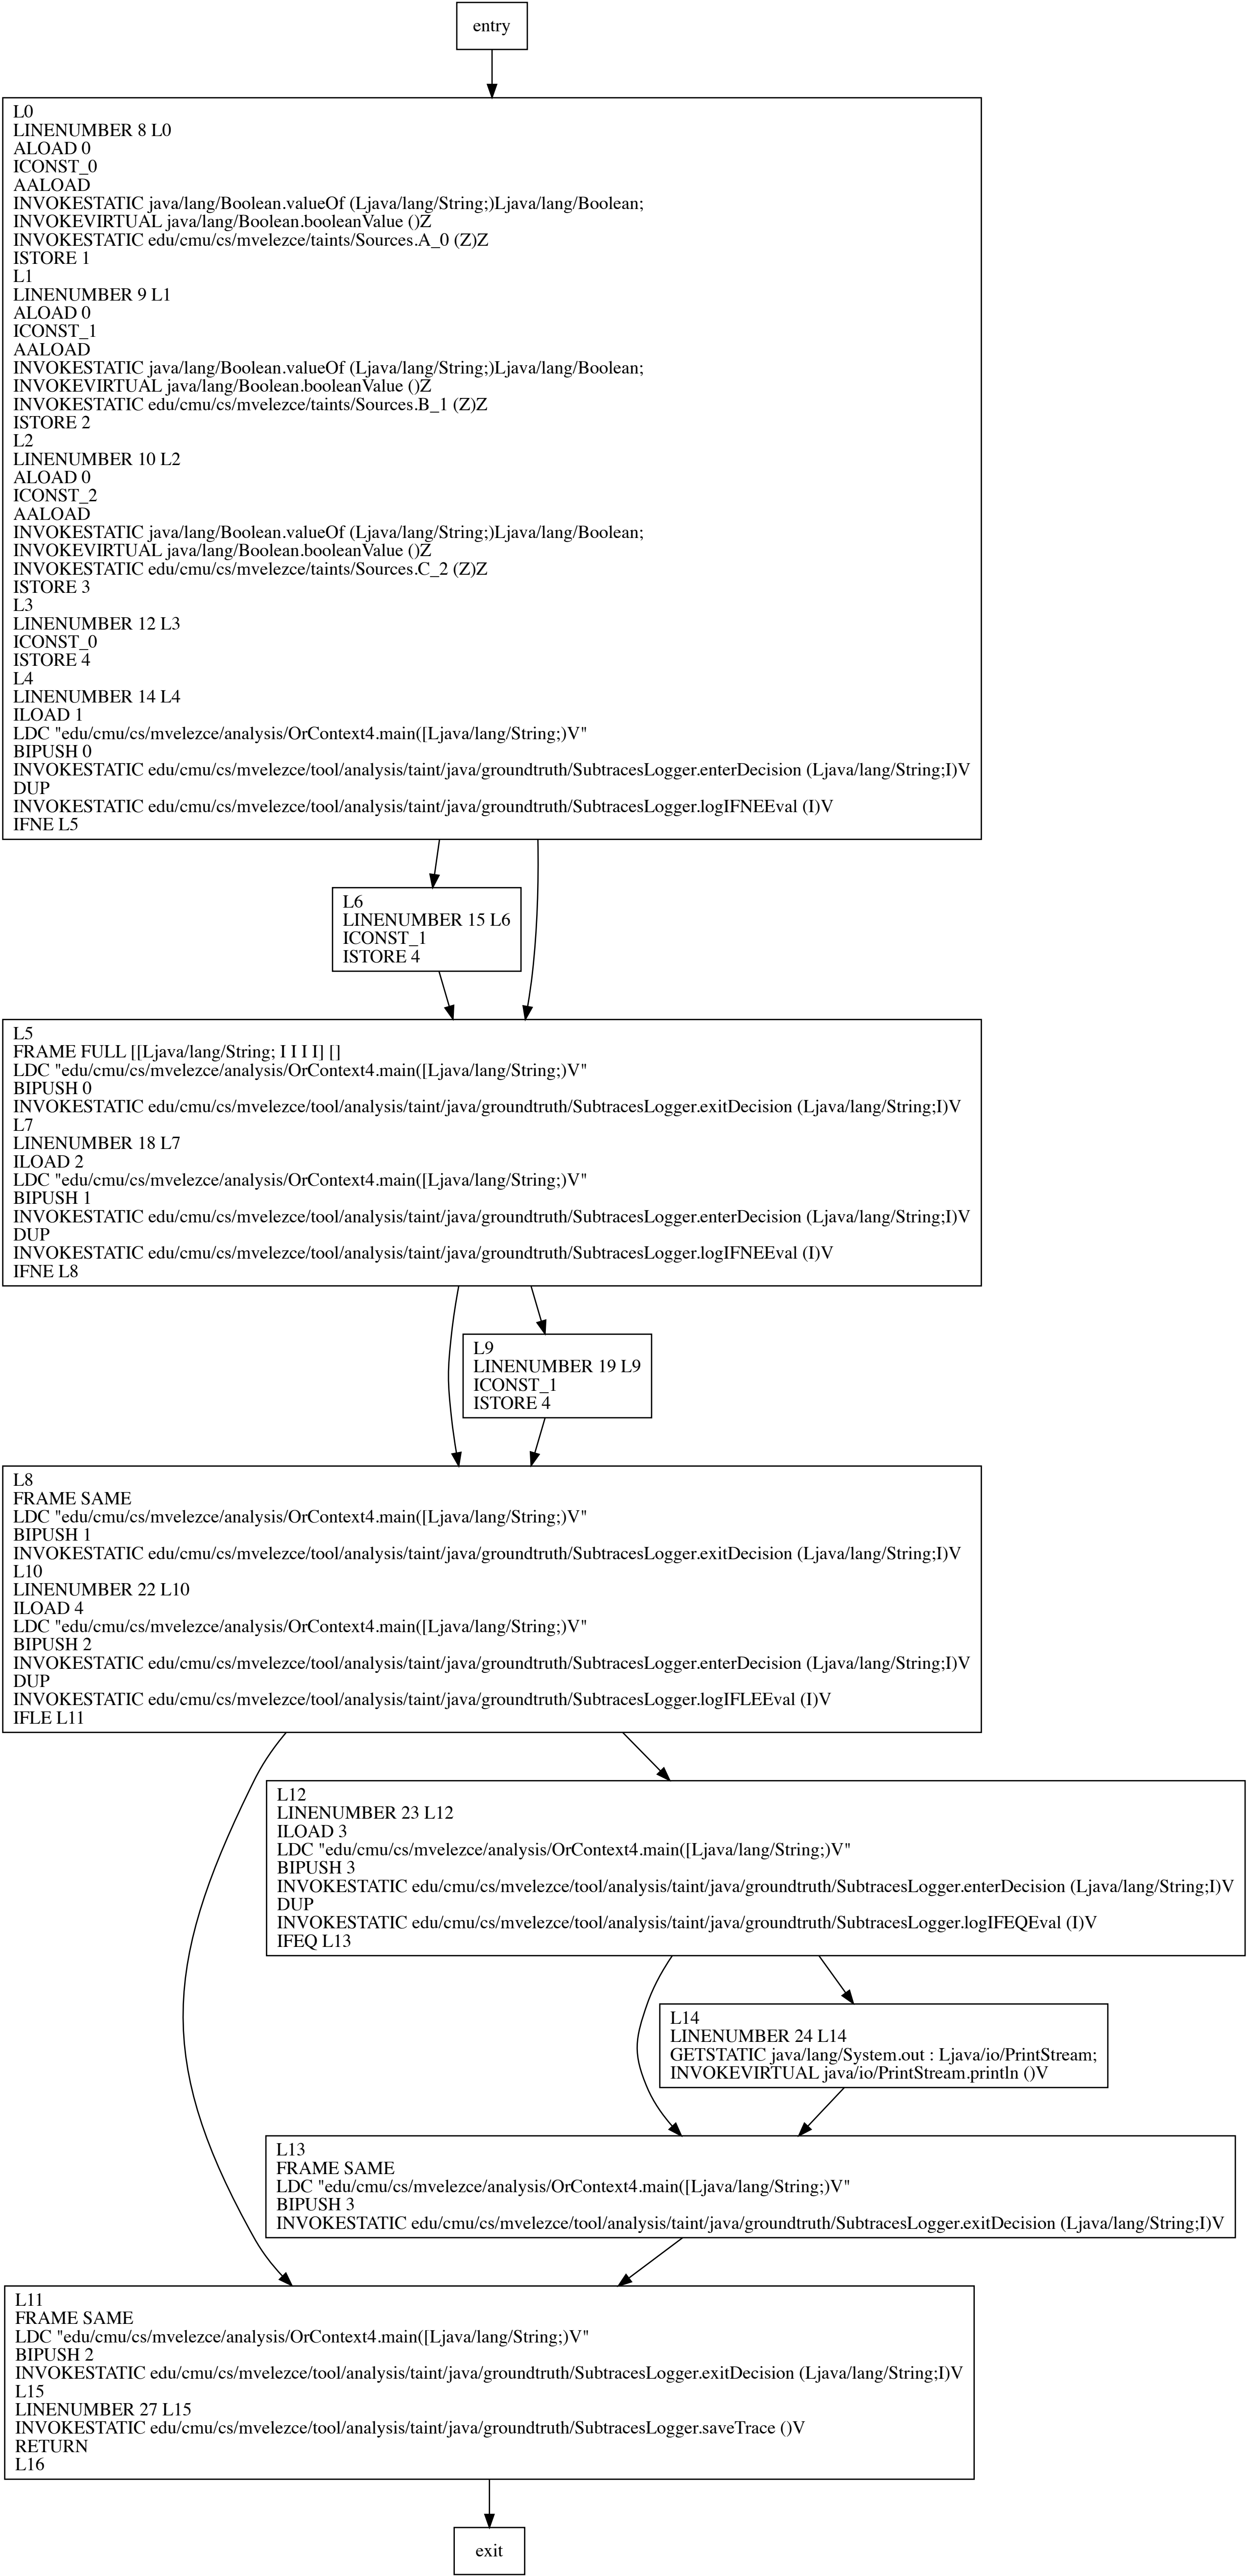 entry
L0
LINENUMBER 8 L0
ALOAD 0
ICONST_0
AALOAD
INVOKESTATIC java/lang/Boolean.valueOf (Ljava/lang/String;)Ljava/lang/Boolean;
INVOKEVIRTUAL java/lang/Boolean.booleanValue ()Z
INVOKESTATIC edu/cmu/cs/mvelezce/taints/Sources.A_0 (Z)Z
ISTORE 1
L1
LINENUMBER 9 L1
ALOAD 0
ICONST_1
AALOAD
INVOKESTATIC java/lang/Boolean.valueOf (Ljava/lang/String;)Ljava/lang/Boolean;
INVOKEVIRTUAL java/lang/Boolean.booleanValue ()Z
INVOKESTATIC edu/cmu/cs/mvelezce/taints/Sources.B_1 (Z)Z
ISTORE 2
L2
LINENUMBER 10 L2
ALOAD 0
ICONST_2
AALOAD
INVOKESTATIC java/lang/Boolean.valueOf (Ljava/lang/String;)Ljava/lang/Boolean;
INVOKEVIRTUAL java/lang/Boolean.booleanValue ()Z
INVOKESTATIC edu/cmu/cs/mvelezce/taints/Sources.C_2 (Z)Z
ISTORE 3
L3
LINENUMBER 12 L3
ICONST_0
ISTORE 4
L4
LINENUMBER 14 L4
ILOAD 1
LDC "edu/cmu/cs/mvelezce/analysis/OrContext4.main([Ljava/lang/String;)V"
BIPUSH 0
INVOKESTATIC edu/cmu/cs/mvelezce/tool/analysis/taint/java/groundtruth/SubtracesLogger.enterDecision (Ljava/lang/String;I)V
DUP
INVOKESTATIC edu/cmu/cs/mvelezce/tool/analysis/taint/java/groundtruth/SubtracesLogger.logIFNEEval (I)V
IFNE L5
L6
LINENUMBER 15 L6
ICONST_1
ISTORE 4
L5
FRAME FULL [[Ljava/lang/String; I I I I] []
LDC "edu/cmu/cs/mvelezce/analysis/OrContext4.main([Ljava/lang/String;)V"
BIPUSH 0
INVOKESTATIC edu/cmu/cs/mvelezce/tool/analysis/taint/java/groundtruth/SubtracesLogger.exitDecision (Ljava/lang/String;I)V
L7
LINENUMBER 18 L7
ILOAD 2
LDC "edu/cmu/cs/mvelezce/analysis/OrContext4.main([Ljava/lang/String;)V"
BIPUSH 1
INVOKESTATIC edu/cmu/cs/mvelezce/tool/analysis/taint/java/groundtruth/SubtracesLogger.enterDecision (Ljava/lang/String;I)V
DUP
INVOKESTATIC edu/cmu/cs/mvelezce/tool/analysis/taint/java/groundtruth/SubtracesLogger.logIFNEEval (I)V
IFNE L8
L9
LINENUMBER 19 L9
ICONST_1
ISTORE 4
L8
FRAME SAME
LDC "edu/cmu/cs/mvelezce/analysis/OrContext4.main([Ljava/lang/String;)V"
BIPUSH 1
INVOKESTATIC edu/cmu/cs/mvelezce/tool/analysis/taint/java/groundtruth/SubtracesLogger.exitDecision (Ljava/lang/String;I)V
L10
LINENUMBER 22 L10
ILOAD 4
LDC "edu/cmu/cs/mvelezce/analysis/OrContext4.main([Ljava/lang/String;)V"
BIPUSH 2
INVOKESTATIC edu/cmu/cs/mvelezce/tool/analysis/taint/java/groundtruth/SubtracesLogger.enterDecision (Ljava/lang/String;I)V
DUP
INVOKESTATIC edu/cmu/cs/mvelezce/tool/analysis/taint/java/groundtruth/SubtracesLogger.logIFLEEval (I)V
IFLE L11
L12
LINENUMBER 23 L12
ILOAD 3
LDC "edu/cmu/cs/mvelezce/analysis/OrContext4.main([Ljava/lang/String;)V"
BIPUSH 3
INVOKESTATIC edu/cmu/cs/mvelezce/tool/analysis/taint/java/groundtruth/SubtracesLogger.enterDecision (Ljava/lang/String;I)V
DUP
INVOKESTATIC edu/cmu/cs/mvelezce/tool/analysis/taint/java/groundtruth/SubtracesLogger.logIFEQEval (I)V
IFEQ L13
L14
LINENUMBER 24 L14
GETSTATIC java/lang/System.out : Ljava/io/PrintStream;
INVOKEVIRTUAL java/io/PrintStream.println ()V
L13
FRAME SAME
LDC "edu/cmu/cs/mvelezce/analysis/OrContext4.main([Ljava/lang/String;)V"
BIPUSH 3
INVOKESTATIC edu/cmu/cs/mvelezce/tool/analysis/taint/java/groundtruth/SubtracesLogger.exitDecision (Ljava/lang/String;I)V
L11
FRAME SAME
LDC "edu/cmu/cs/mvelezce/analysis/OrContext4.main([Ljava/lang/String;)V"
BIPUSH 2
INVOKESTATIC edu/cmu/cs/mvelezce/tool/analysis/taint/java/groundtruth/SubtracesLogger.exitDecision (Ljava/lang/String;I)V
L15
LINENUMBER 27 L15
INVOKESTATIC edu/cmu/cs/mvelezce/tool/analysis/taint/java/groundtruth/SubtracesLogger.saveTrace ()V
RETURN
L16
exit